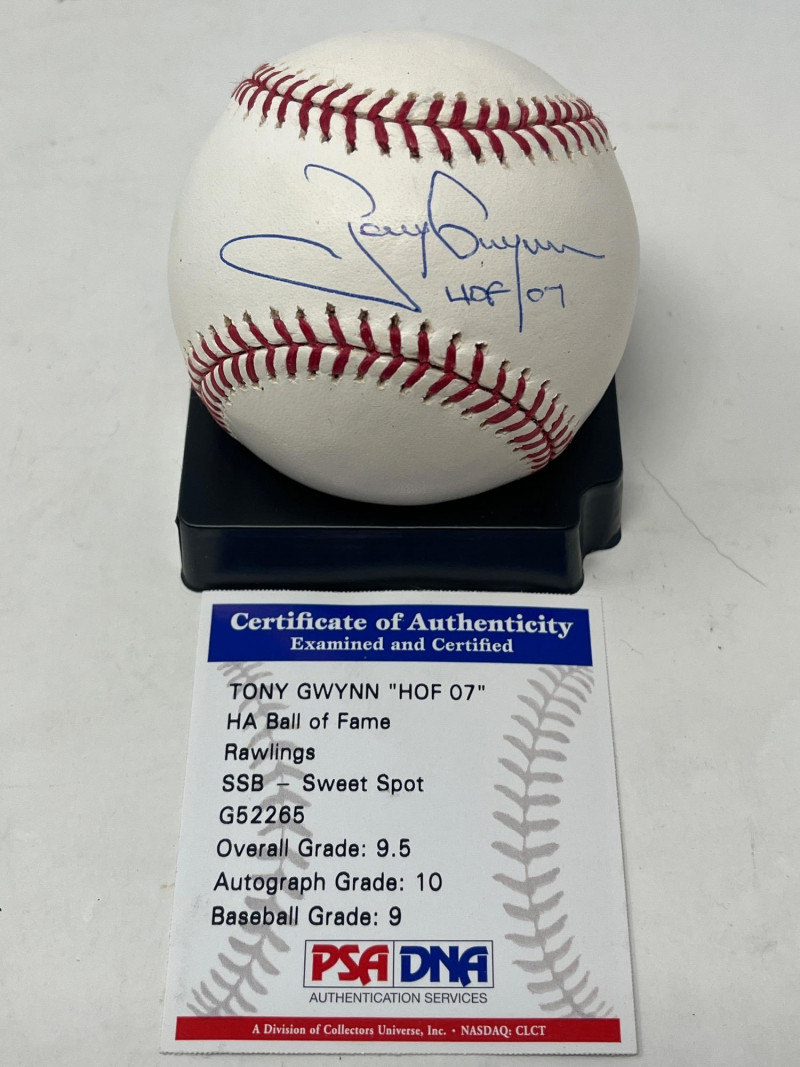 Tony Gwynn
HOF 07
Certificate of Authenticity
Examined and Certified
TONY GWYNN "HOF 07"
HA Ball of Fame
Rawlings
SSB - Sweet Spot
G52265
Overall Grade: 9.5
Autograph Grade: 10
Baseball Grade: 9
PSA DNA
AUTHENTICATION SERVICES
A Division of Collectors Universe, Inc. • NASDAQ: CLCT